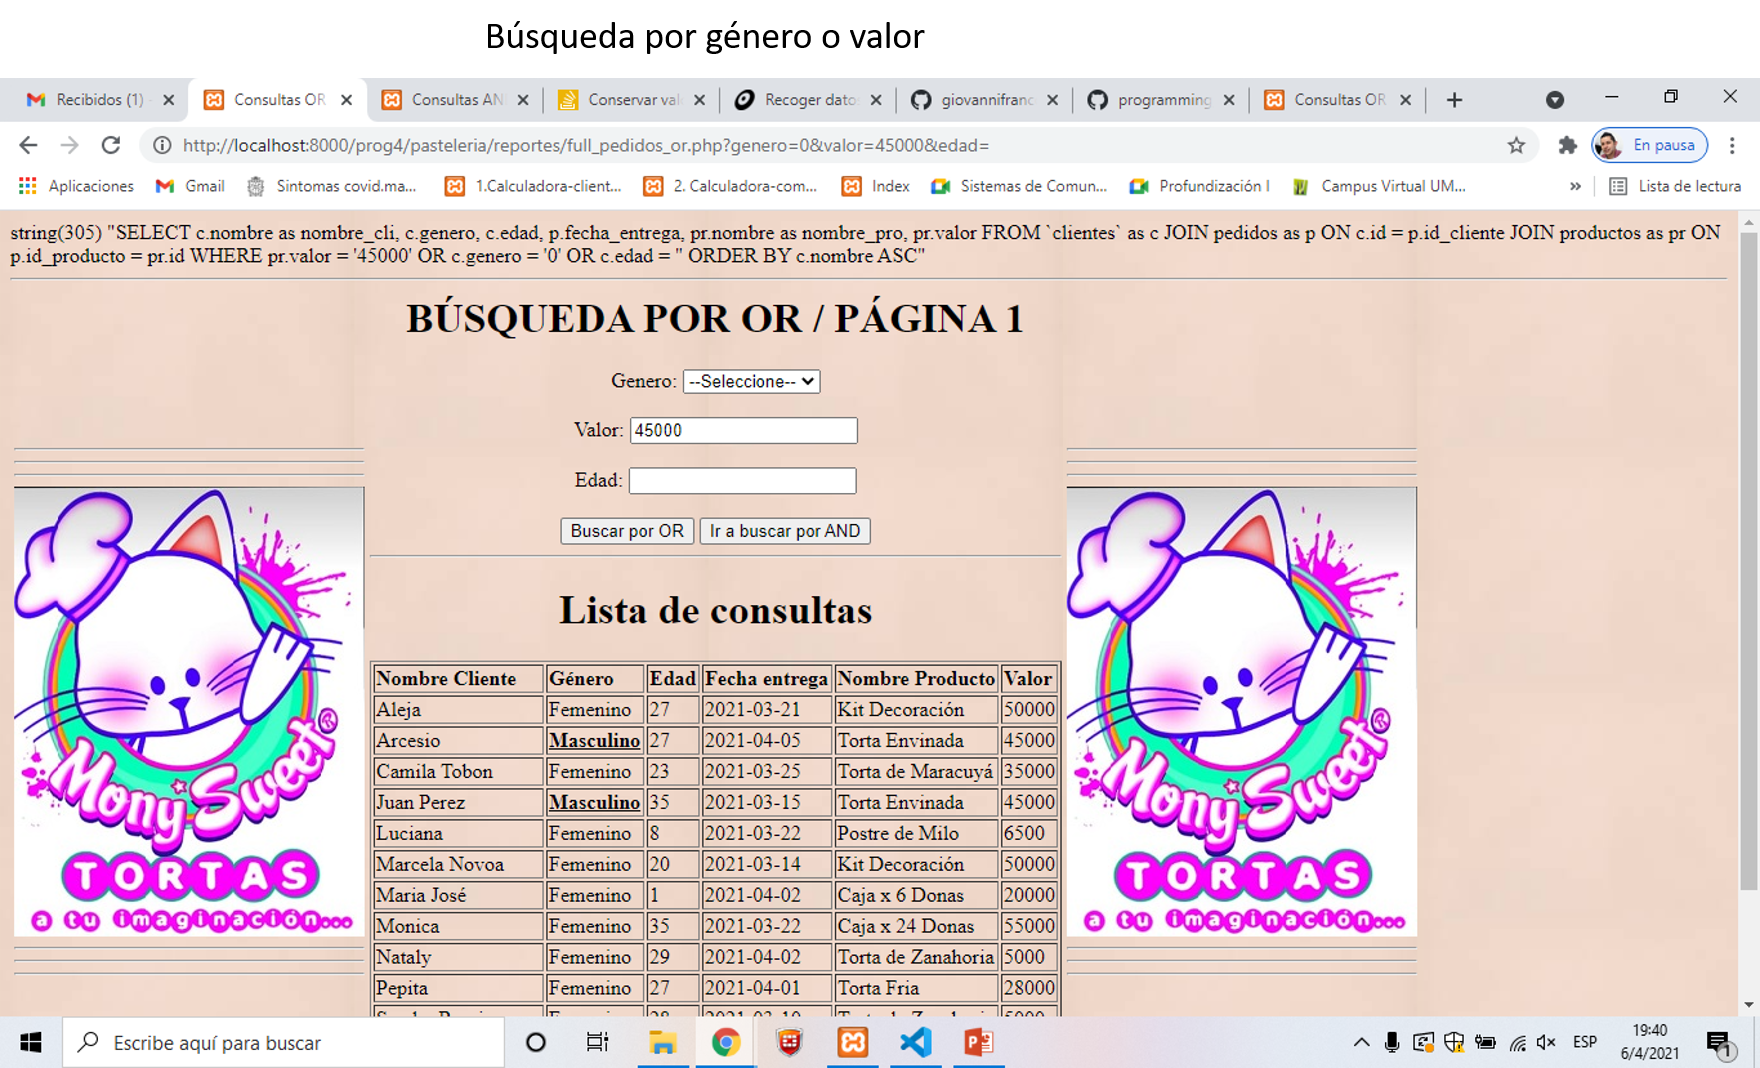 Búsqueda por género o valor
Recibidos (1)
Consultas OR
Consultas AN
Conservar val
Recoger dato
giovannifranc
programming
Consultas OR
http://localhost:8000/prog4/pasteleria/reportes/full_pedidos_or.php?genero=0&valor=45000&edad=
En pausa
Aplicaciones
Gmail
Sintomas covid.ma...
1.Calculadora-client...
2. Calculadora-com...
Index
Sistemas de Comun...
Profundización I
Campus Virtual UM...
»
Lista de lectura
string(305) "SELECT c.nombre as nombre_cli, c.genero, c.edad, p.fecha_entrega, pr.nombre as nombre_pro, pr.valor FROM `clientes` as c JOIN pedidos as p ON c.id = p.id_cliente JOIN productos as pr ON
p.id_producto = pr.id WHERE pr.valor = '45000' OR c.genero = '0' OR c.edad = '' ORDER BY c.nombre ASC"
BÚSQUEDA POR OR / PÁGINA 1
Genero: --Seleccione--
Valor: 45000
Edad:
Buscar por OR Ir a buscar por AND
Lista de consultas
Nombre Cliente Género Edad Fecha entrega Nombre Producto Valor
Aleja Femenino 27 2021-03-21 Kit Decoración 50000
Arcesio Masculino 27 2021-04-05 Torta Envinada 45000
Camila Tobon Femenino 23 2021-03-25 Torta de Maracuyá 35000
Juan Perez Masculino 35 2021-03-15 Torta Envinada 45000
Luciana Femenino 8 2021-03-22 Postre de Milo 6500
Marcela Novoa Femenino 20 2021-03-14 Kit Decoración 50000
Maria José Femenino 1 2021-04-02 Caja x 6 Donas 20000
Monica Femenino 35 2021-03-22 Caja x 24 Donas 55000
Nataly Femenino 29 2021-04-02 Torta de Zanahoria 5000
Pepita Femenino 27 2021-04-01 Torta Fria 28000
Mony Sweet®
TORTAS
a tu imaginación...
Mony Sweet®
TORTAS
a tu imaginación...
Escribe aquí para buscar
ESP
19:40
6/4/2021
1